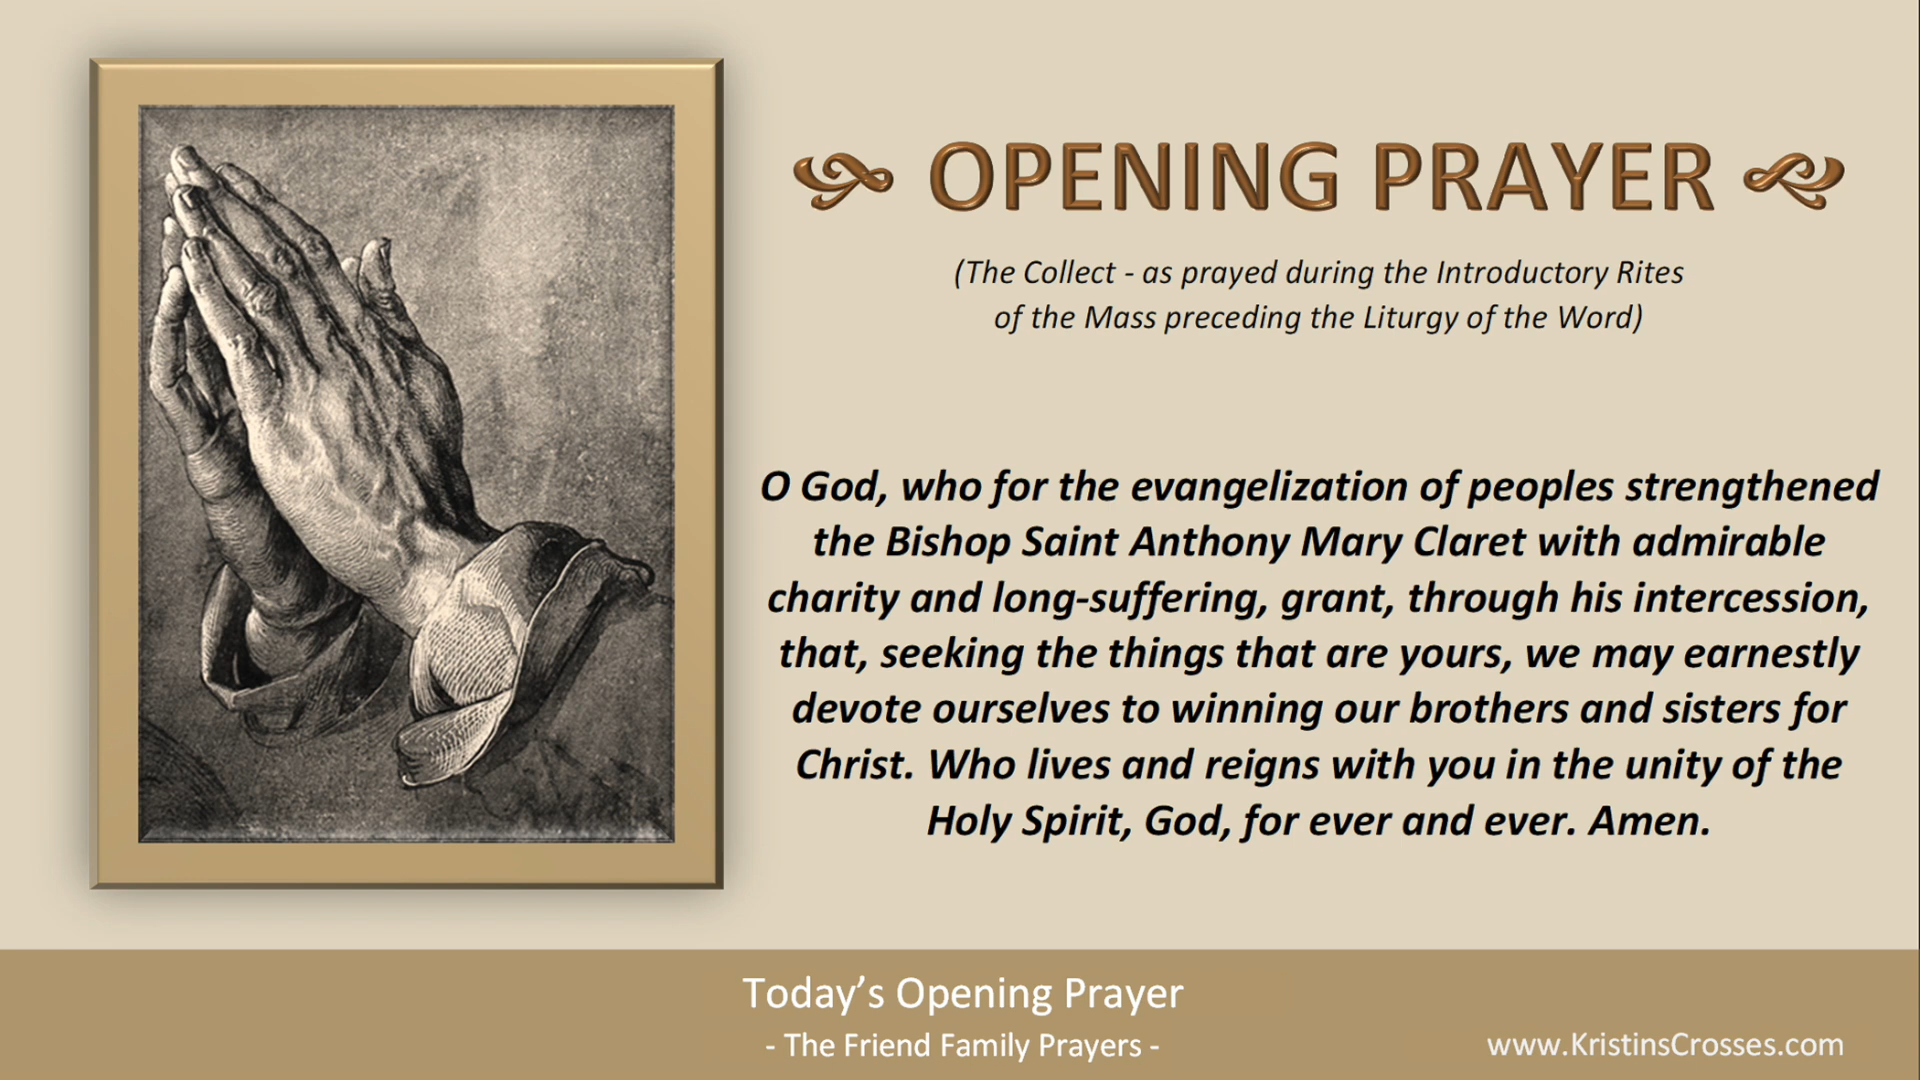 OPENING PRAYER
(The Collect - as prayed during the Introductory Rites
of the Mass preceding the Liturgy of the Word)
O God, who for the evangelization of peoples strengthened
the Bishop Saint Anthony Mary Claret with admirable
charity and long-suffering, grant, through his intercession,
that, seeking the things that are yours, we may earnestly
devote ourselves to winning our brothers and sisters for
Christ. Who lives and reigns with you in the unity of the
Holy Spirit, God, for ever and ever. Amen.
Today’s Opening Prayer
- The Friend Family Prayers -
www.KristinsCrosses.com